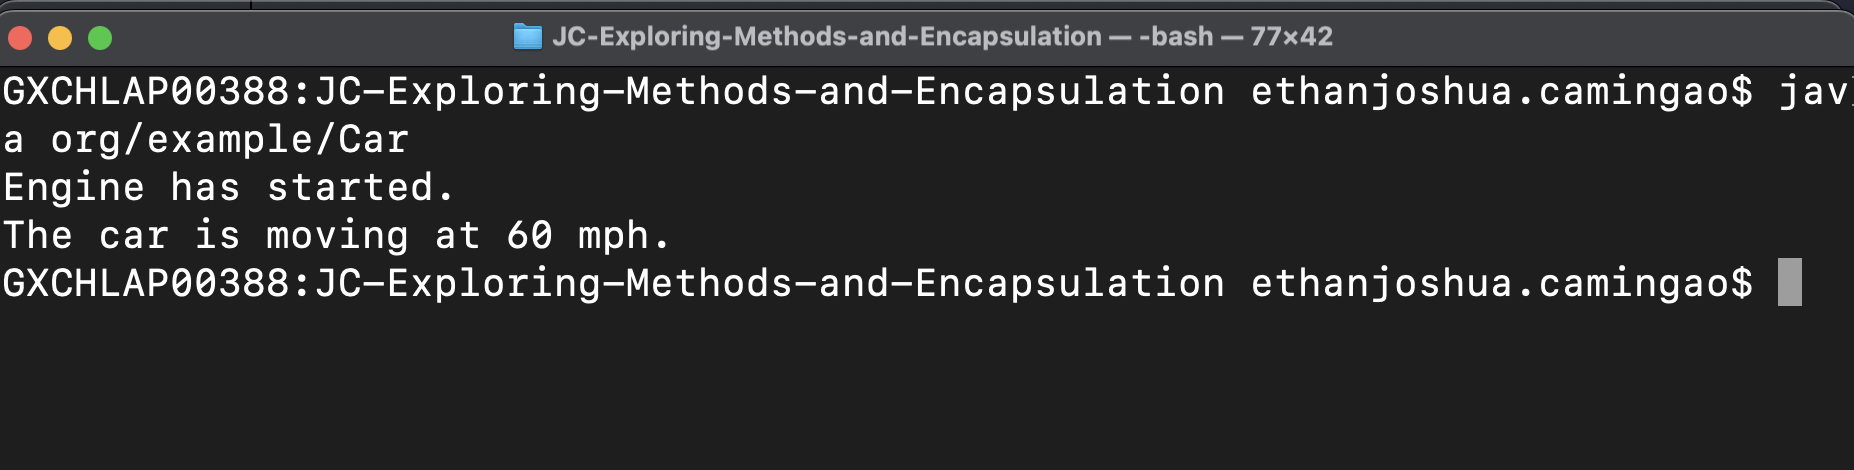 JC-Exploring-Methods-and-Encapsulation — -bash — 77×42
GXCHLAP00388:JC-Exploring-Methods-and-Encapsulation ethanjoshua.camingao$ jav
a org/example/Car
Engine has started.
The car is moving at 60 mph.
GXCHLAP00388:JC-Exploring-Methods-and-Encapsulation ethanjoshua.camingao$